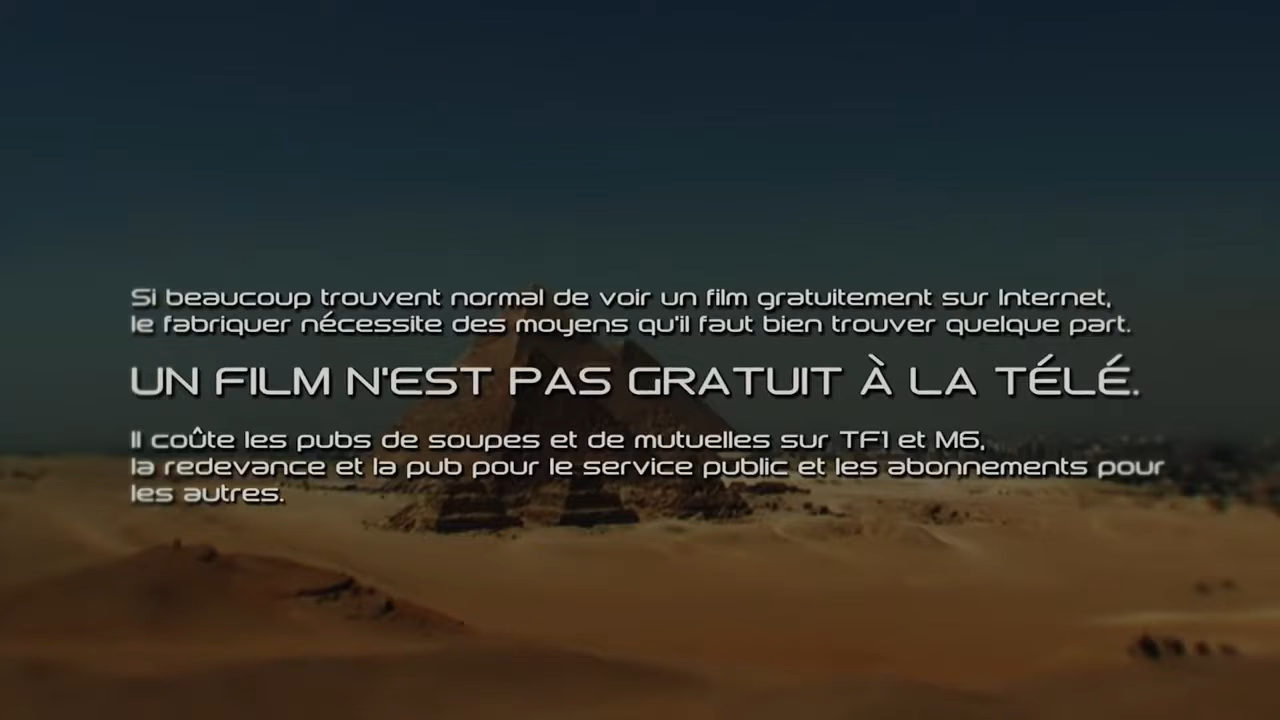 Si beaucoup trouvent normal de voir un film gratuitement sur Internet,
le fabriquer nécessite des moyens qu'il faut bien trouver quelque part.
UN FILM N'EST PAS GRATUIT À LA TÉLÉ.
Il coûte les pubs de soupes et de mutuelles sur TF1 et M6,
la redevance et la pub pour le service public et les abonnements pour
les autres.